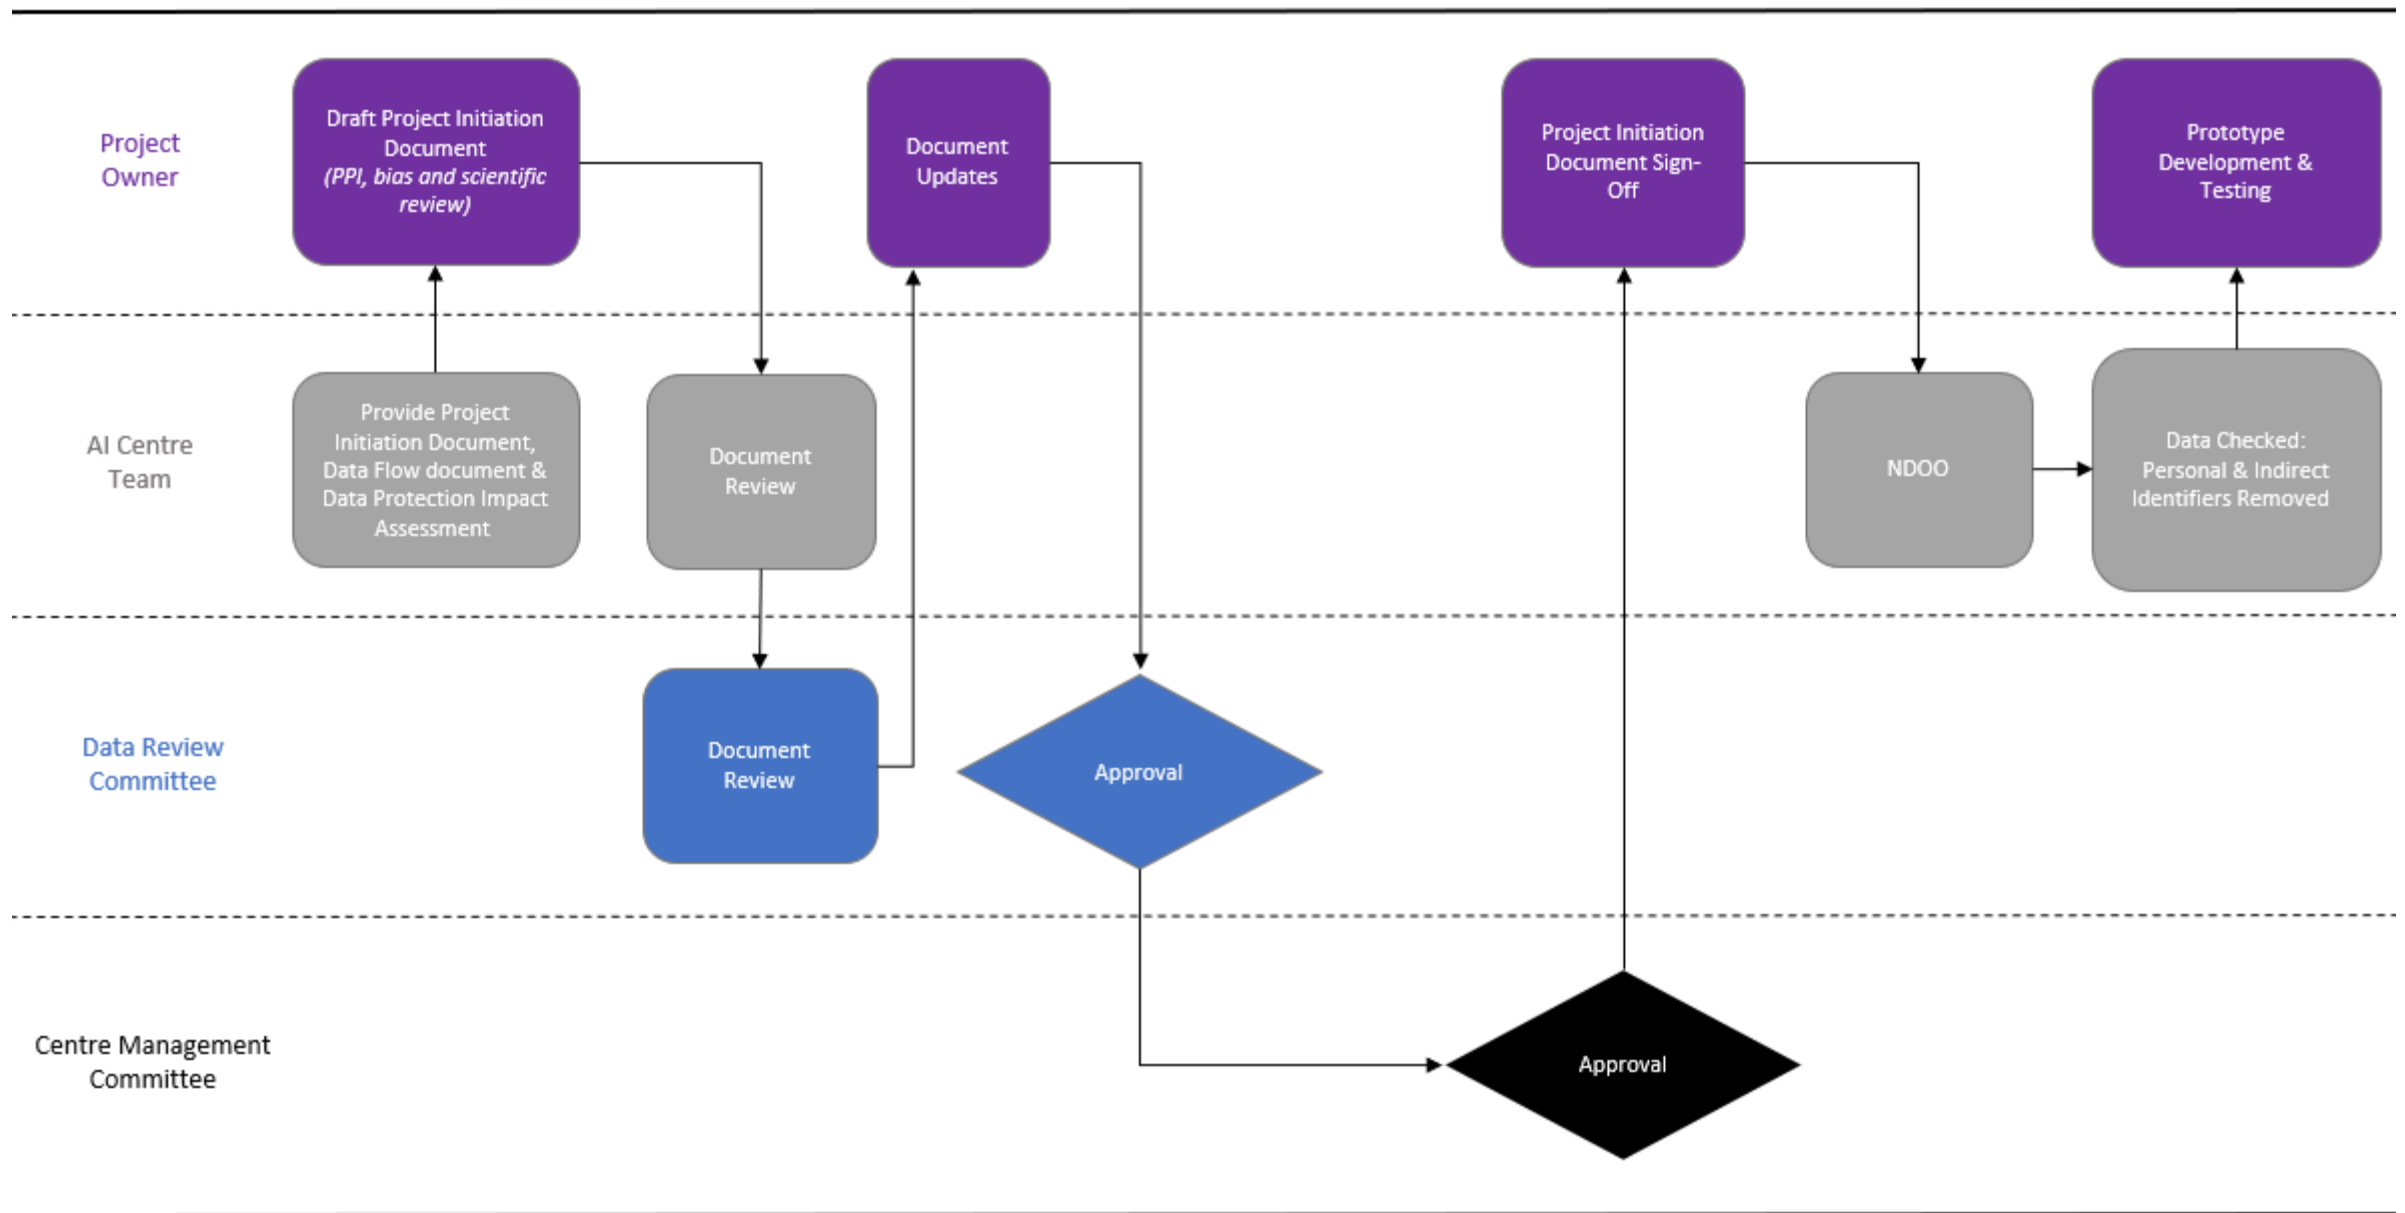 Project
Owner
Draft Project Initiation
Document
(PPI, bias and scientific
review)
Document
Updates
Project Initiation
Document Sign-
Off
Prototype
Development &
Testing
AI Centre
Team
Provide Project
Initiation Document,
Data Flow document &
Data Protection Impact
Assessment
Document
Review
NDOO
Data Checked:
Personal & Indirect
Identifiers Removed
Data Review
Committee
Document
Review
Approval
Centre Management
Committee
Approval